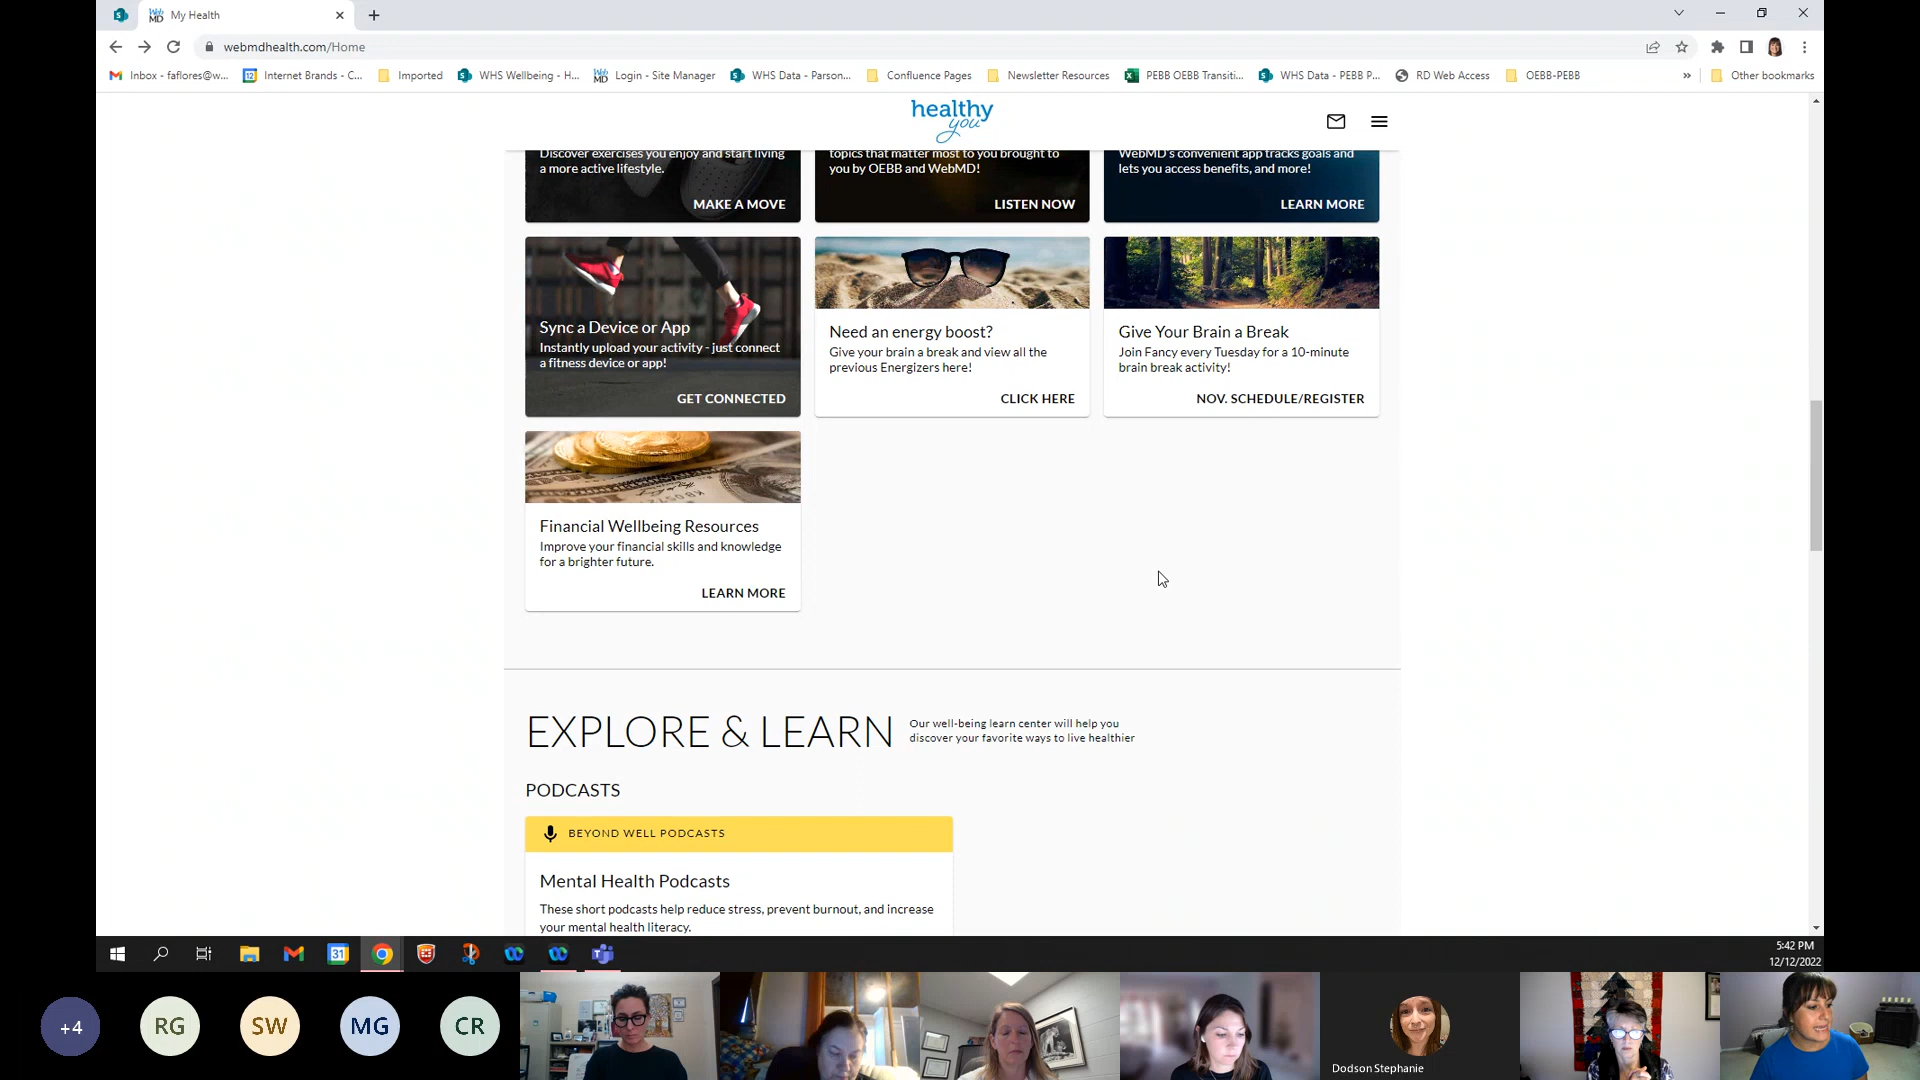 My Health
webmdhealth.com/Home
Inbox - faflores@w...
Internet Brands - C...
Imported
WHS Wellbeing - H...
Login - Site Manager
WHS Data - Parson...
Confluence Pages
Newsletter Resources
PEBB OEBB Transiti...
WHS Data - PEBB P...
RD Web Access
OEBB-PEBB
»
Other bookmarks
healthy
you
Discover exercises you enjoy and start living
a more active lifestyle.
MAKE A MOVE
topics that matter most to you brought to
you by OEBB and WebMD!
LISTEN NOW
WebMD's convenient app tracks goals and
lets you access benefits, and more!
LEARN MORE
Sync a Device or App
Instantly upload your activity - just connect
a fitness device or app!
GET CONNECTED
Need an energy boost?
Give your brain a break and view all the
previous Energizers here!
CLICK HERE
Give Your Brain a Break
Join Fancy every Tuesday for a 10-minute
brain break activity!
NOV. SCHEDULE/REGISTER
Financial Wellbeing Resources
Improve your financial skills and knowledge
for a brighter future.
LEARN MORE
EXPLORE & LEARN
Our well-being learn center will help you
discover your favorite ways to live healthier
PODCASTS
BEYOND WELL PODCASTS
Mental Health Podcasts
These short podcasts help reduce stress, prevent burnout, and increase
your mental health literacy.
5:42 PM
12/12/2022
+4
RG
SW
MG
CR
Dodson Stephanie